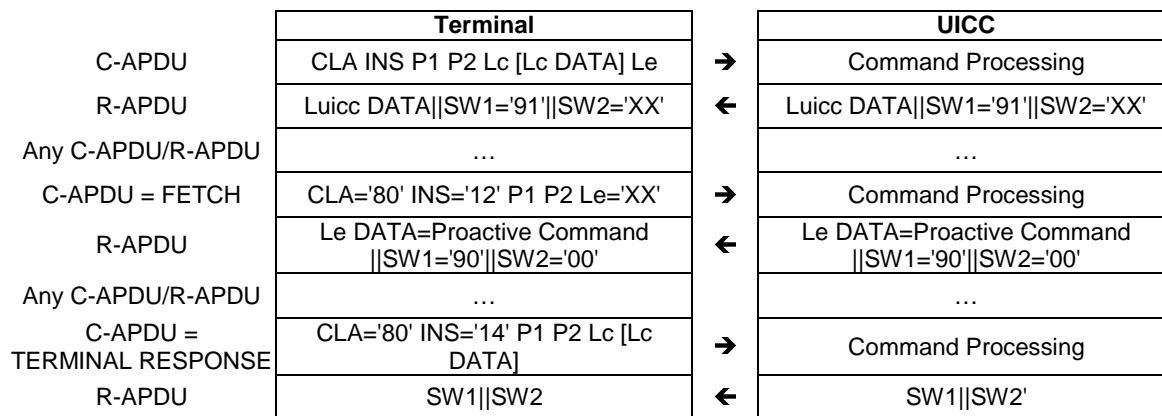 Terminal UICC
C-APDU CLA INS P1 P2 Lc [Lc DATA] Le ➔ Command Processing
R-APDU Luicc DATA||SW1='91'||SW2='XX' 🡸 Luicc DATA||SW1='91'||SW2='XX'
Any C-APDU/R-APDU … …
C-APDU = FETCH CLA='80' INS='12' P1 P2 Le='XX' ➔ Command Processing
R-APDU Le DATA=Proactive Command 🡸 Le DATA=Proactive Command
||SW1='90'||SW2='00' ||SW1='90'||SW2='00'
Any C-APDU/R-APDU … …
C-APDU = CLA='80' INS='14' P1 P2 Lc [Lc ➔ Command Processing
TERMINAL RESPONSE DATA]
R-APDU SW1||SW2 🡸 SW1||SW2'